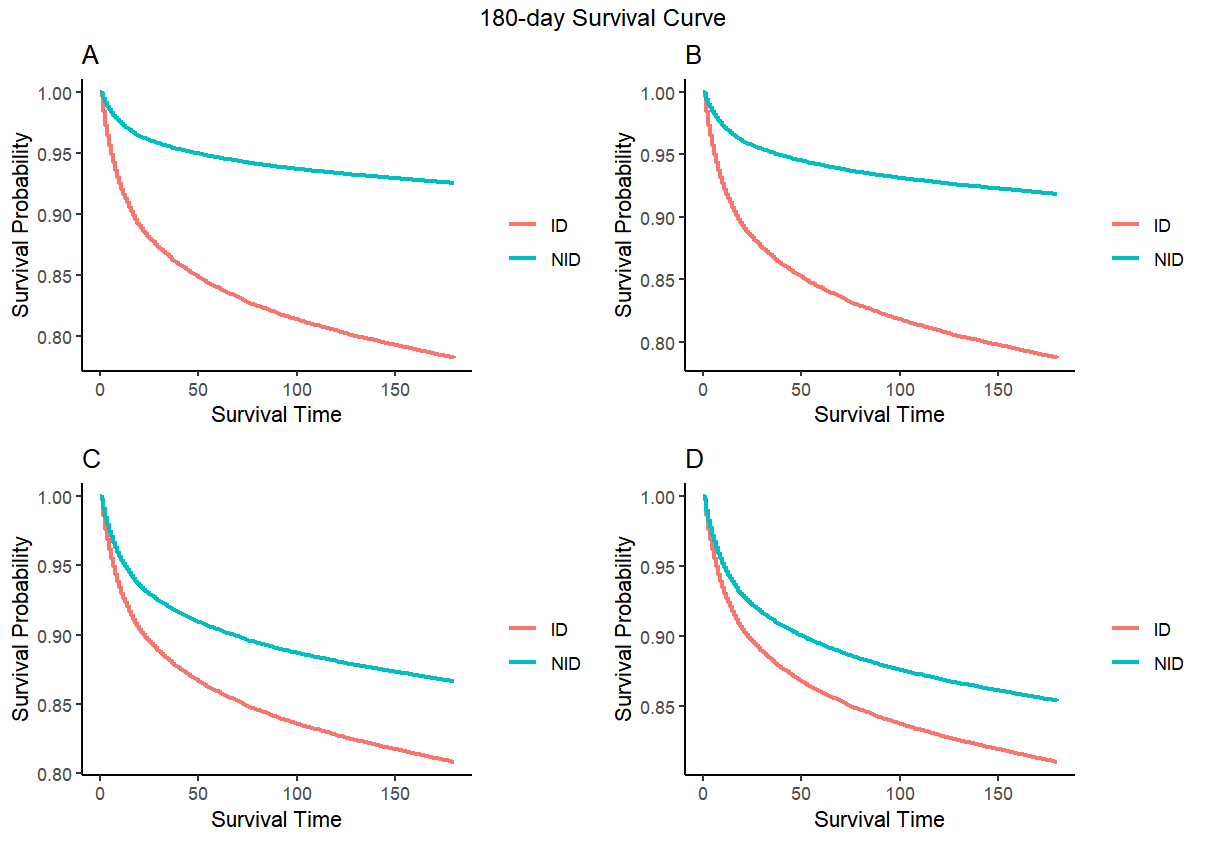 180-day Survival Curve
A
1.00
0.95
0.90
0.85
0.80
Survival Probability
0 50 100 150
Survival Time
ID
NID
B
1.00
0.95
0.90
0.85
0.80
Survival Probability
0 50 100 150
Survival Time
ID
NID
C
1.00
0.95
0.90
0.85
0.80
Survival Probability
0 50 100 150
Survival Time
ID
NID
D
1.00
0.95
0.90
0.85
Survival Probability
0 50 100 150
Survival Time
ID
NID